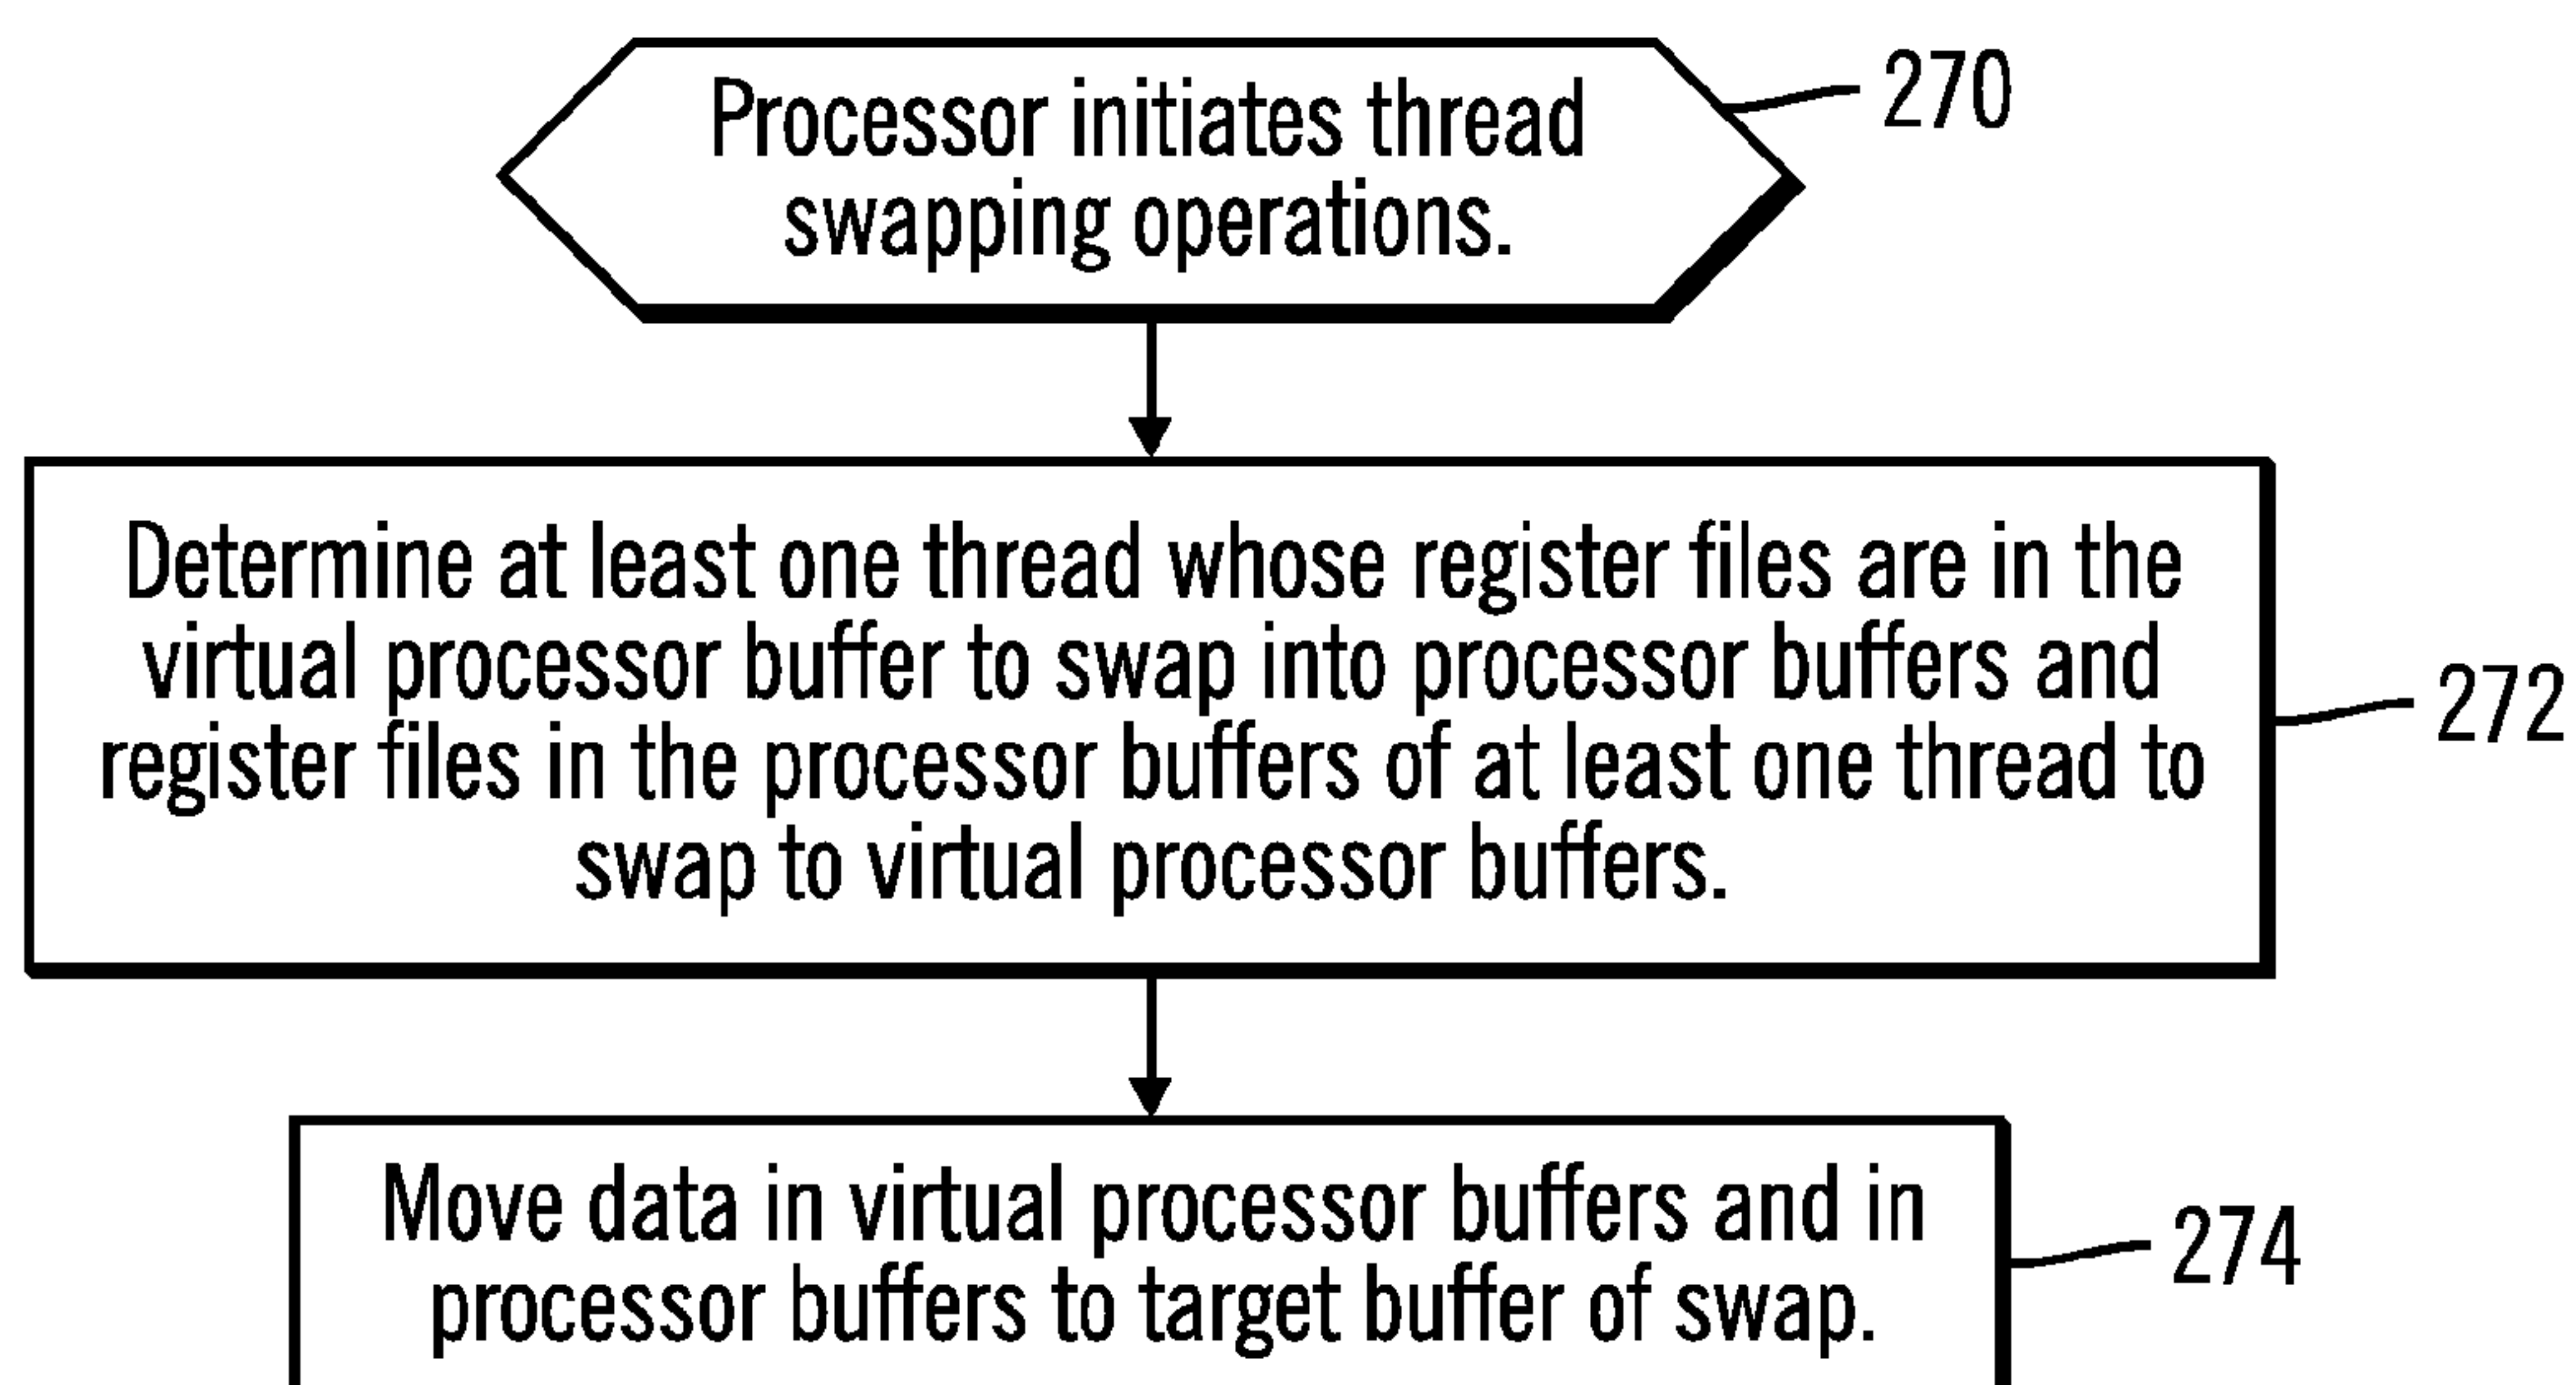 Processor initiates thread
swapping operations.
270
Determine at least one thread whose register files are in the
virtual processor buffer to swap into processor buffers and
register files in the processor buffers of at least one thread to
swap to virtual processor buffers.
272
Move data in virtual processor buffers and in
processor buffers to target buffer of swap.
274